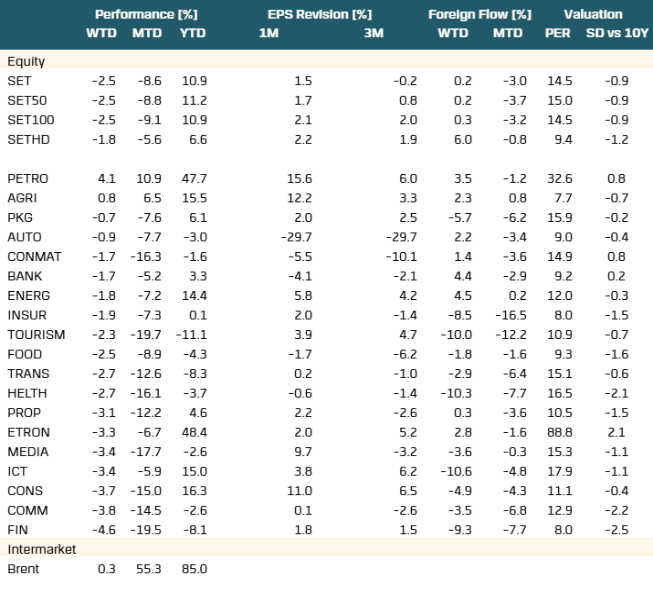 Performance [%] EPS Revision [%] Foreign Flow [%] Valuation
WTD MTD YTD 1M 3M WTD MTD PER SD vs 10Y
Equity
SET -2.5 -8.6 10.9 1.5 -0.2 0.2 -3.0 14.5 -0.9
SET50 -2.5 -8.8 11.2 1.7 0.8 0.2 -3.7 15.0 -0.9
SET100 -2.5 -9.1 10.9 2.1 2.0 0.3 -3.2 14.5 -0.9
SETHD -1.8 -5.6 6.6 2.2 1.9 6.0 -0.8 9.4 -1.2
PETRO 4.1 10.9 47.7 15.6 6.0 3.5 -1.2 32.6 0.8
AGRI 0.8 6.5 15.5 12.2 3.3 2.3 0.8 7.7 -0.7
PKG -0.7 -7.6 6.1 2.0 2.5 -5.7 -6.2 15.9 -0.2
AUTO -0.9 -7.7 -3.0 -29.7 -29.7 2.2 -3.4 9.0 -0.4
CONMAT -1.7 -16.3 -1.6 -5.5 -10.1 1.4 -3.6 14.9 0.8
BANK -1.7 -5.2 3.3 -4.1 -2.1 4.4 -2.9 9.2 0.2
ENERG -1.8 -7.2 14.4 5.8 4.2 4.5 0.2 12.0 -0.3
INSUR -1.9 -7.3 0.1 2.0 -1.4 -8.5 -16.5 8.0 -1.5
TOURISM -2.3 -19.7 -11.1 3.9 4.7 -10.0 -12.2 10.9 -0.7
FOOD -2.5 -8.9 -4.3 -1.7 -6.2 -1.8 -1.6 9.3 -1.6
TRANS -2.7 -12.6 -8.3 0.2 -1.0 -2.9 -6.4 15.1 -0.6
HELTH -2.7 -16.1 -3.7 -0.6 -1.4 -10.3 -7.7 16.5 -2.1
PROP -3.1 -12.2 4.6 2.2 -2.6 0.3 -3.6 10.5 -1.5
ETRON -3.3 -6.7 48.4 2.0 5.2 2.8 -1.6 88.8 2.1
MEDIA -3.4 -17.7 -2.6 9.7 -3.2 -3.6 -0.3 15.3 -1.1
ICT -3.4 -5.9 15.0 3.8 6.2 -10.6 -4.8 17.9 -1.1
CONS -3.7 -15.0 16.3 11.0 6.5 -4.9 -4.3 11.1 -0.4
COMM -3.8 -14.5 -2.6 0.1 -2.6 -3.5 -6.8 12.9 -2.2
FIN -4.6 -19.5 -8.1 1.8 1.5 -9.3 -7.7 8.0 -2.5
Intermarket
Brent 0.3 55.3 85.0